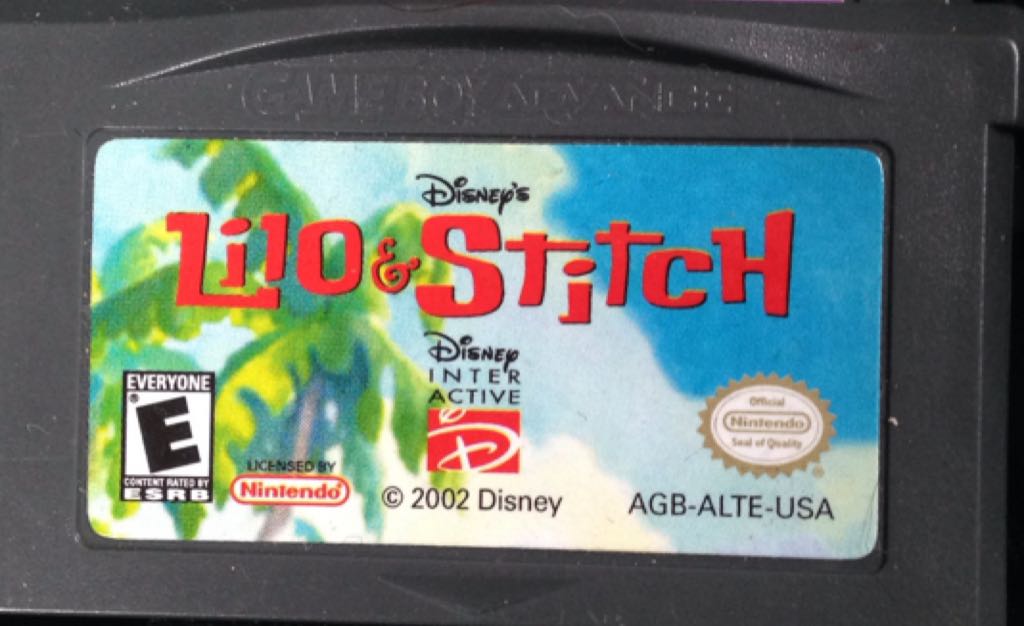 GAME BOY ADVANCE
Disney's
Lilo & Stitch
Disney
INTER
ACTIVE
D
EVERYONE
E
CONTENT RATED BY
ESRB
LICENSED BY
Nintendo
© 2002 Disney
Official
Nintendo
Seal of Quality
AGB-ALTE-USA